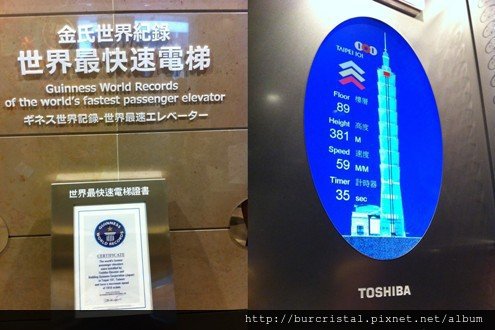 金氏世界紀錄
世界最快速電梯
Guinness World Records
of the world's fastest passenger elevator
ギネス世界記録-世界最速エレベーター
世界最快速電梯證書
GUINNESS
WORLD RECORDS
CERTIFICATE
TAIPEI 101
Floor 樓層
89
Height 高度
381 M
Speed 速度
59 M/M
Timer 計時器
35 sec
TOSHIBA
http://burcristal.pixnet.net/album